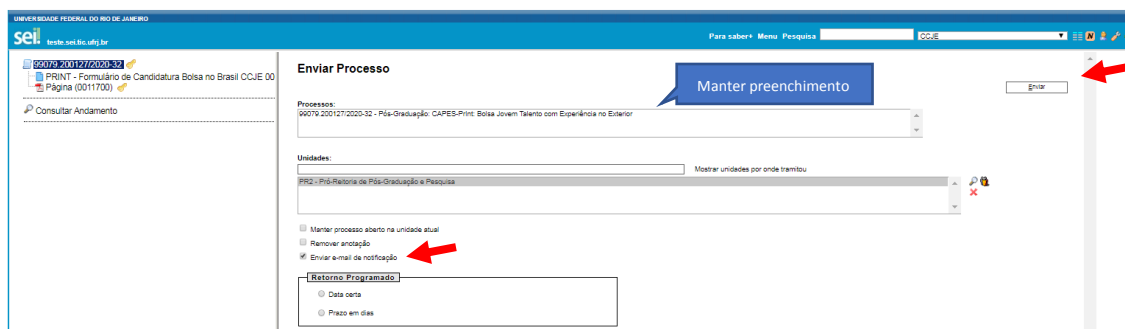 UNIVERSIDADE FEDERAL DO RIO DE JANEIRO
sei! teste.sei.tic.ufrj.br
Para saber+ Menu Pesquisa CCJE
99079.200127/2020-32
PRINT - Formulário de Candidatura Bolsa no Brasil CCJE 00
Página (0011700)
Consultar Andamento
Enviar Processo
Manter preenchimento
Enviar
Processos:
99079.200127/2020-32 - Pós-Graduação: CAPES-Print: Bolsa Jovem Talento com Experiência no Exterior
Unidades:
Mostrar unidades por onde tramitou
PR2 - Pró-Reitoria de Pós-Graduação e Pesquisa
Manter processo aberto na unidade atual
Remover anotação
Enviar e-mail de notificação
Retorno Programado
Data certa
Prazo em dias